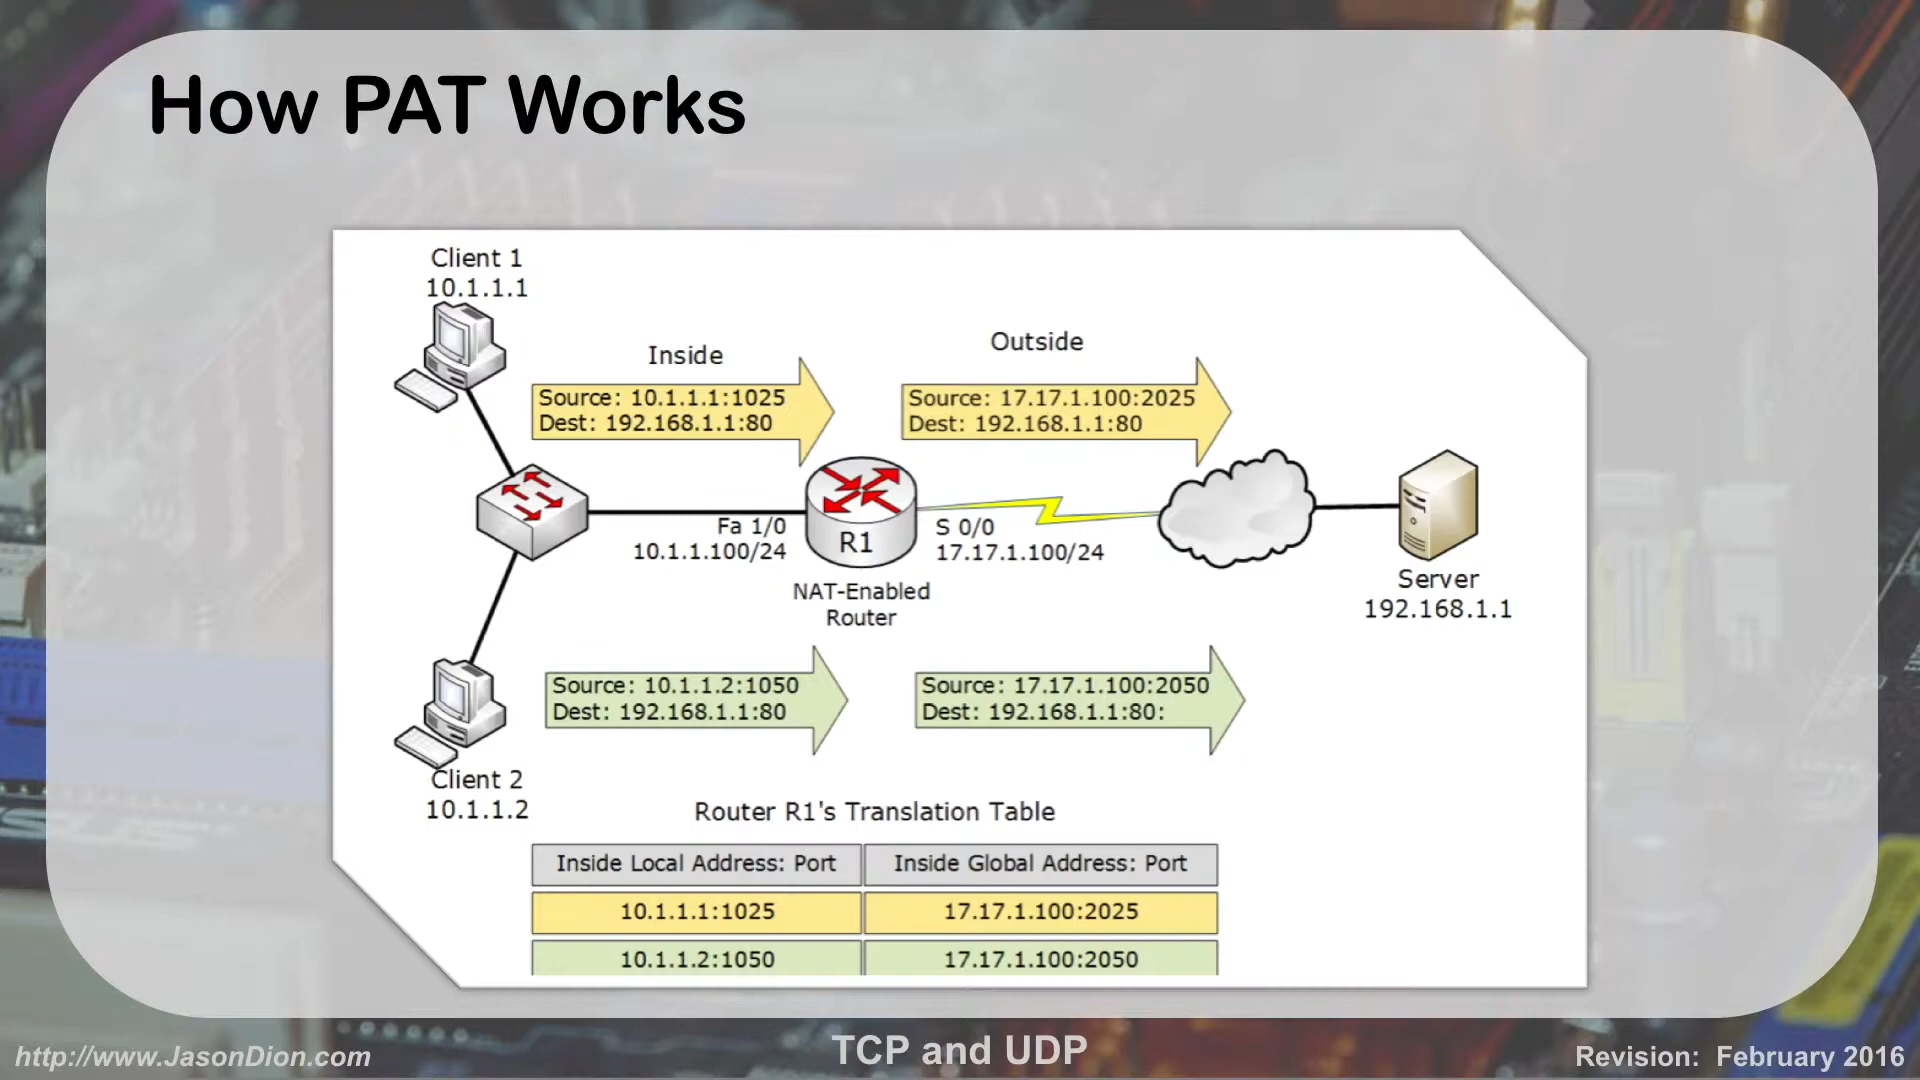 How PAT Works
Client 1
10.1.1.1
Inside
Outside
Source: 10.1.1.1:1025
Dest: 192.168.1.1:80
Source: 17.17.1.100:2025
Dest: 192.168.1.1:80
Fa 1/0
10.1.1.100/24
R1
S 0/0
17.17.1.100/24
NAT-Enabled
Router
Server
192.168.1.1
Source: 10.1.1.2:1050
Dest: 192.168.1.1:80
Source: 17.17.1.100:2050
Dest: 192.168.1.1:80:
Client 2
10.1.1.2
Router R1's Translation Table
Inside Local Address: Port
Inside Global Address: Port
10.1.1.1:1025
17.17.1.100:2025
10.1.1.2:1050
17.17.1.100:2050
http://www.JasonDion.com
TCP and UDP
Revision: February 2016